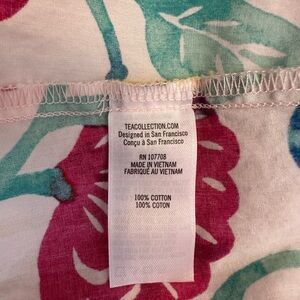 TEACOLLECTION.COM
Designed in San Francisco
Conçu à San Francisco
RN 107708
MADE IN VIETNAM
FABRIQUÉ AU VIETNAM
100% COTTON
100% COTON